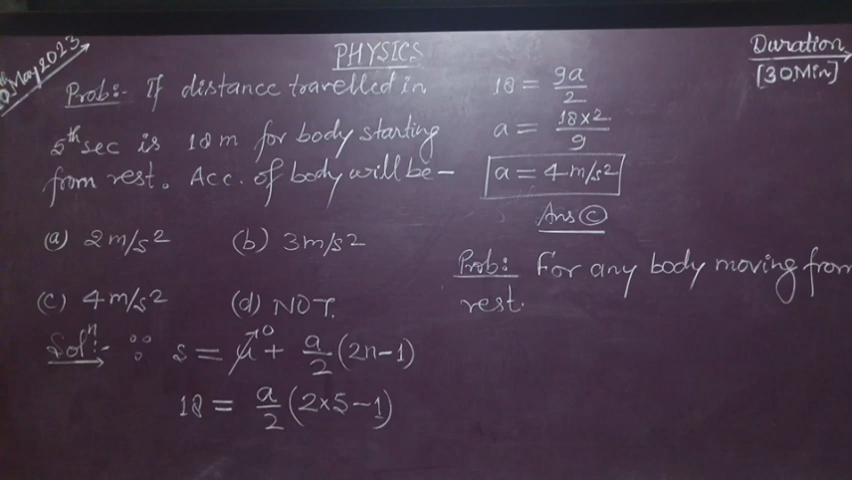 May 2023
PHYSICS
Duration
[30Min]
Prob:- If distance travelled in
5th sec is 18m for body starting
from rest. Acc. of body will be-
(a) 2m/s² (b) 3m/s²
(c) 4m/s² (d) NOT.
Solⁿ:- ∵ s = u→0 + a/2 (2n-1)
18 = a/2 (2×5-1)
18 = 9a/2
a = 18×2/9
a = 4m/s²
Ans ©
Prob: For any body moving from
rest.